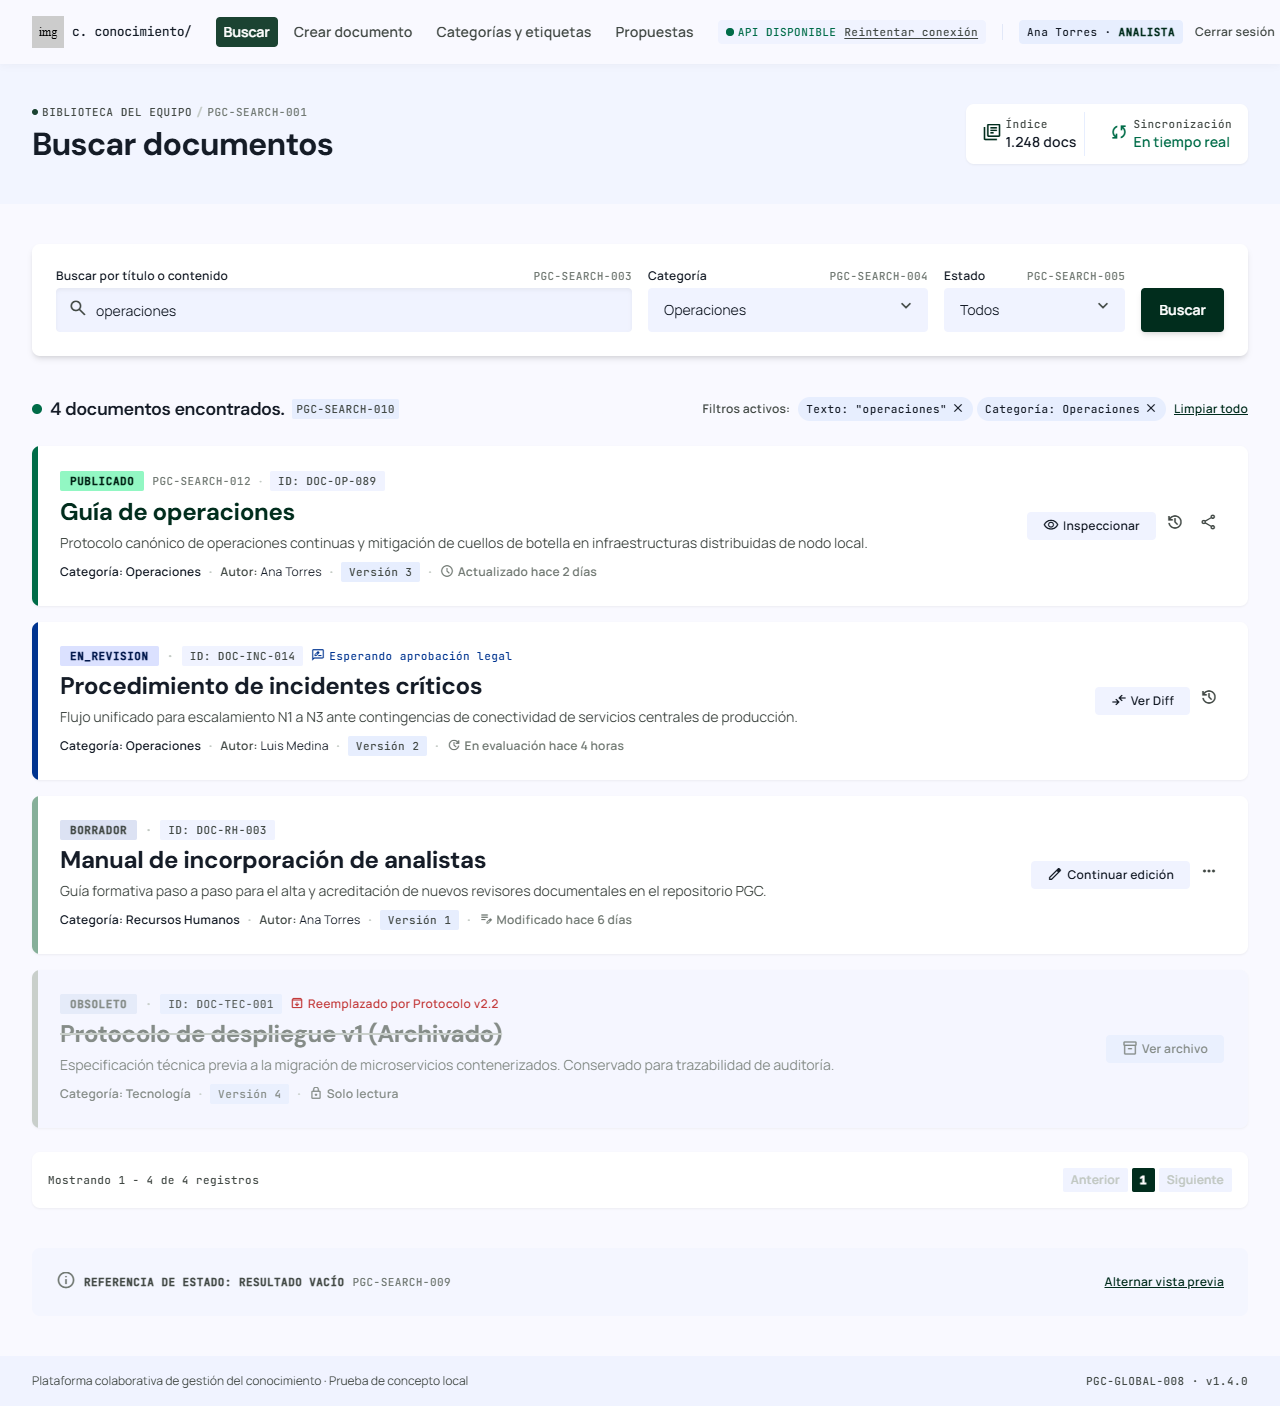 img c. conocimiento/ Buscar Crear documento Categorías y etiquetas Propuestas API DISPONIBLE Reintentar conexión Ana Torres · ANALISTA Cerrar sesión
BIBLIOTECA DEL EQUIPO / PGC-SEARCH-001
Buscar documentos
Índice
1.248 docs
Sincronización
En tiempo real
Buscar por título o contenido PGC-SEARCH-003 Categoría PGC-SEARCH-004 Estado PGC-SEARCH-005
operaciones Operaciones Todos Buscar
4 documentos encontrados. PGC-SEARCH-010 Filtros activos: Texto: "operaciones" × Categoría: Operaciones × Limpiar todo
PUBLICADO PGC-SEARCH-012 · ID: DOC-OP-089
Guía de operaciones
Protocolo canónico de operaciones continuas y mitigación de cuellos de botella en infraestructuras distribuidas de nodo local.
Categoría: Operaciones · Autor: Ana Torres · Versión 3 · Actualizado hace 2 días
Inspeccionar
EN_REVISION · ID: DOC-INC-014 Esperando aprobación legal
Procedimiento de incidentes críticos
Flujo unificado para escalamiento N1 a N3 ante contingencias de conectividad de servicios centrales de producción.
Categoría: Operaciones · Autor: Luis Medina · Versión 2 · En evaluación hace 4 horas
Ver Diff
BORRADOR · ID: DOC-RH-003
Manual de incorporación de analistas
Guía formativa paso a paso para el alta y acreditación de nuevos revisores documentales en el repositorio PGC.
Categoría: Recursos Humanos · Autor: Ana Torres · Versión 1 · Modificado hace 6 días
Continuar edición
OBSOLETO · ID: DOC-TEC-001 Reemplazado por Protocolo v2.2
Protocolo de despliegue v1 (Archivado)
Especificación técnica previa a la migración de microservicios contenerizados. Conservado para trazabilidad de auditoría.
Categoría: Tecnología · Versión 4 · Solo lectura
Ver archivo
Mostrando 1 - 4 de 4 registros Anterior 1 Siguiente
REFERENCIA DE ESTADO: RESULTADO VACÍO PGC-SEARCH-009 Alternar vista previa
Plataforma colaborativa de gestión del conocimiento · Prueba de concepto local PGC-GLOBAL-008 · v1.4.0